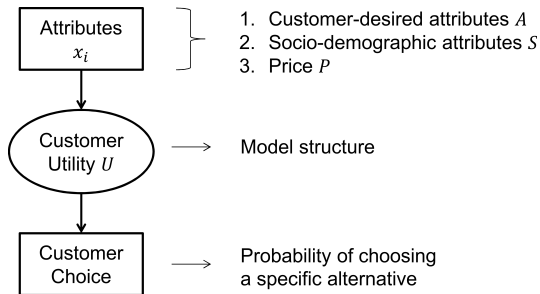 Attributes
x_i
1. Customer-desired attributes A
2. Socio-demographic attributes S
3. Price P
Customer
Utility U
Model structure
Customer
Choice
Probability of choosing
a specific alternative